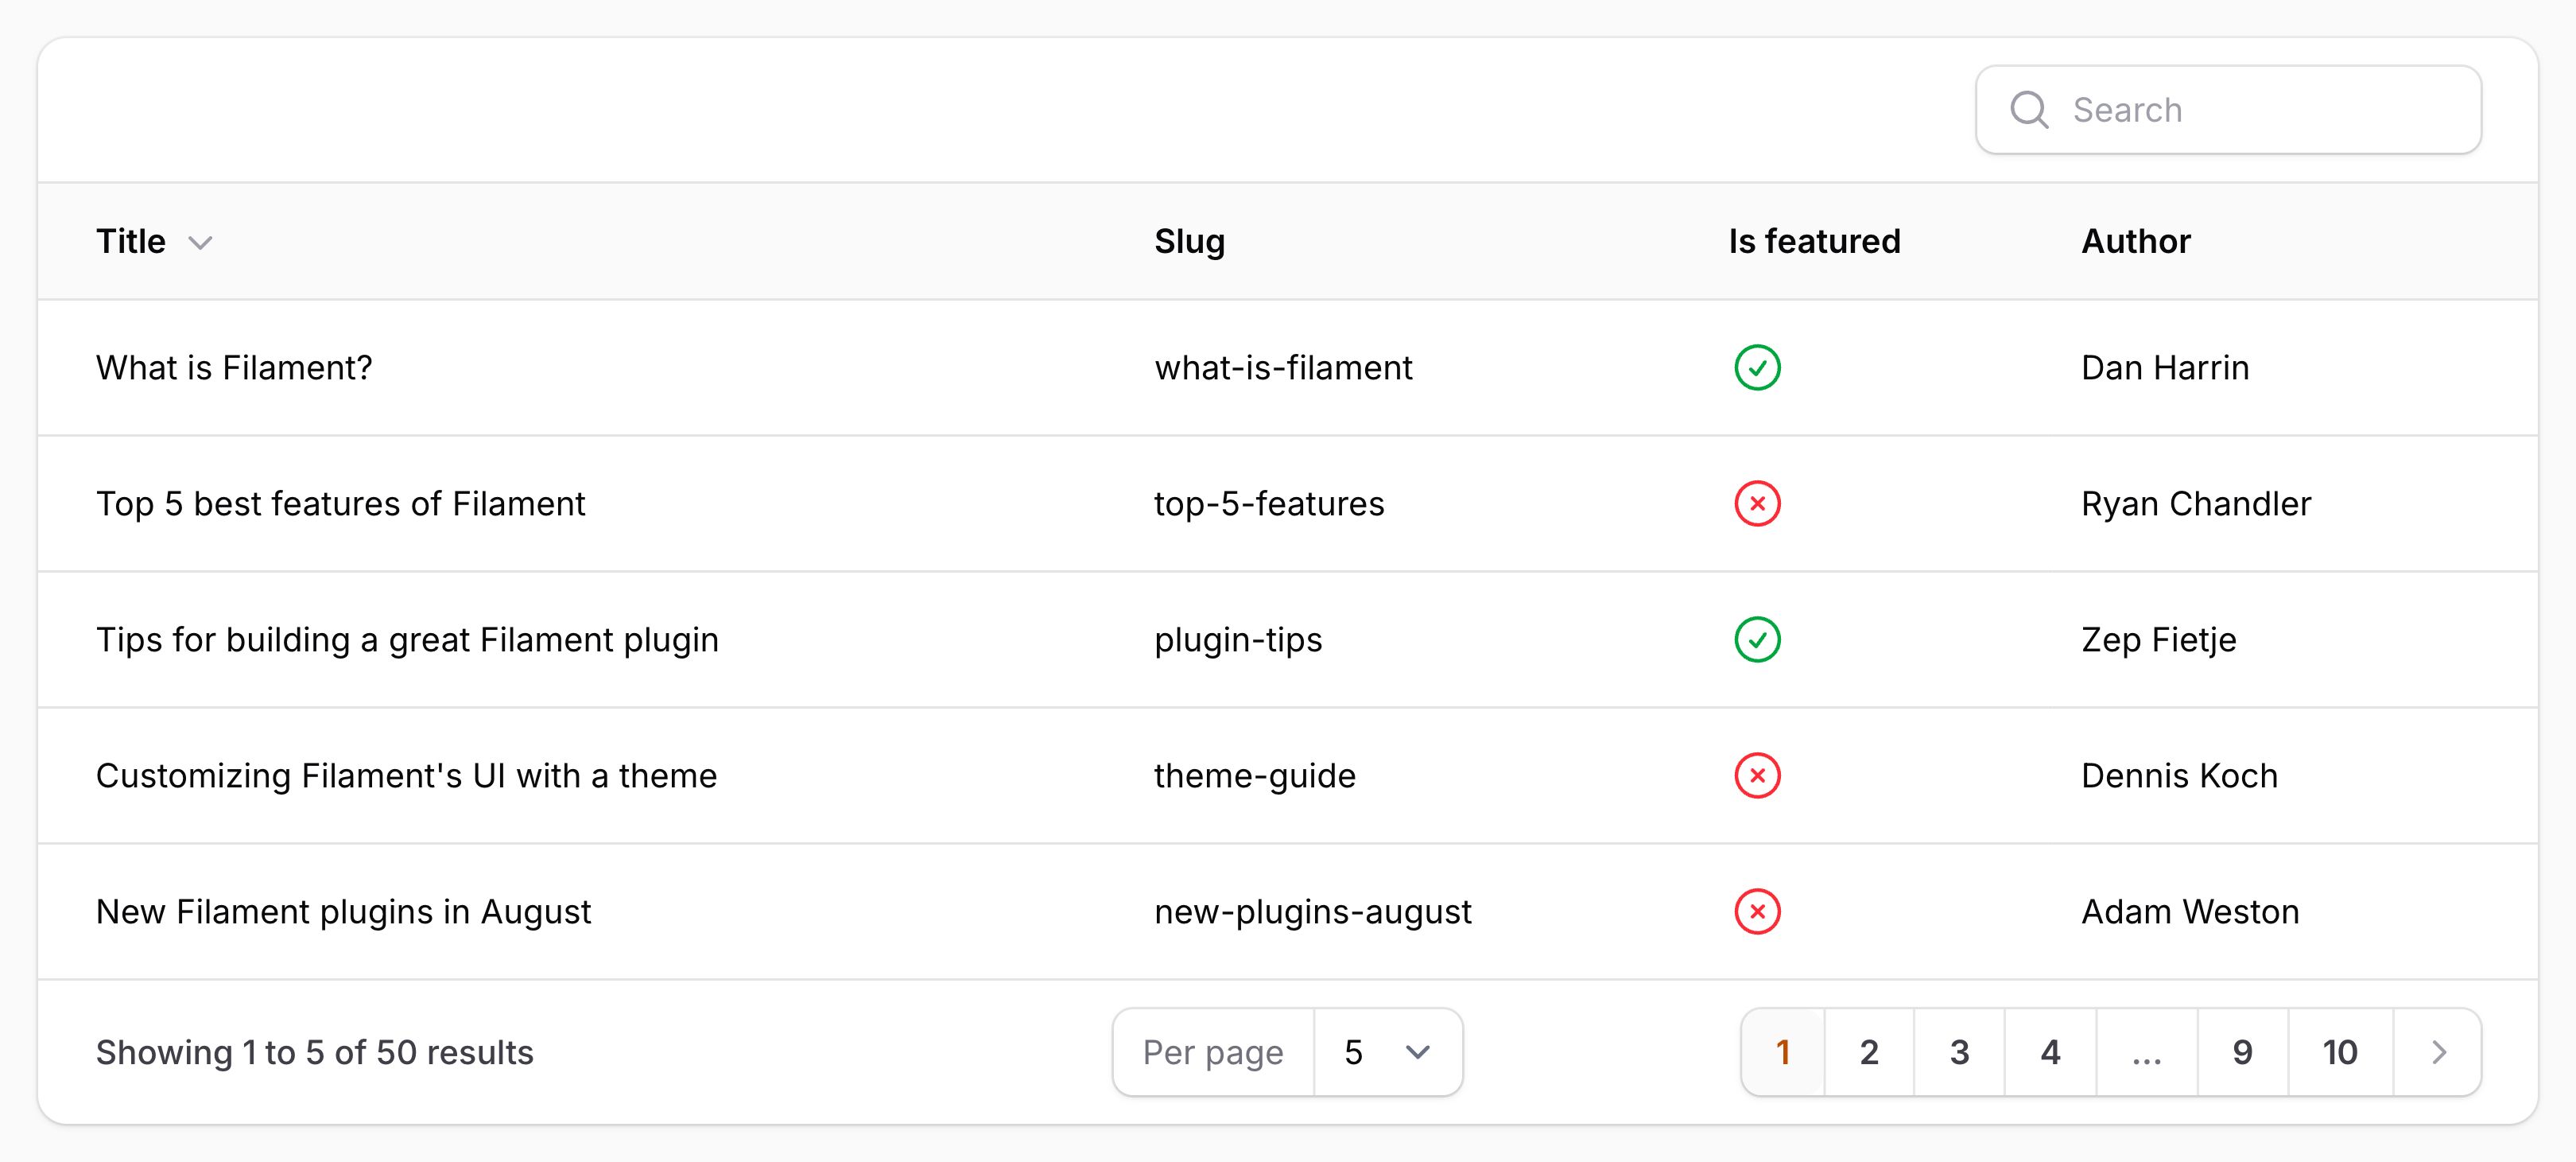 Search
Title Slug Is featured Author
What is Filament? what-is-filament Dan Harrin
Top 5 best features of Filament top-5-features Ryan Chandler
Tips for building a great Filament plugin plugin-tips Zep Fietje
Customizing Filament's UI with a theme theme-guide Dennis Koch
New Filament plugins in August new-plugins-august Adam Weston
Showing 1 to 5 of 50 results Per page 5 1 2 3 4 ... 9 10